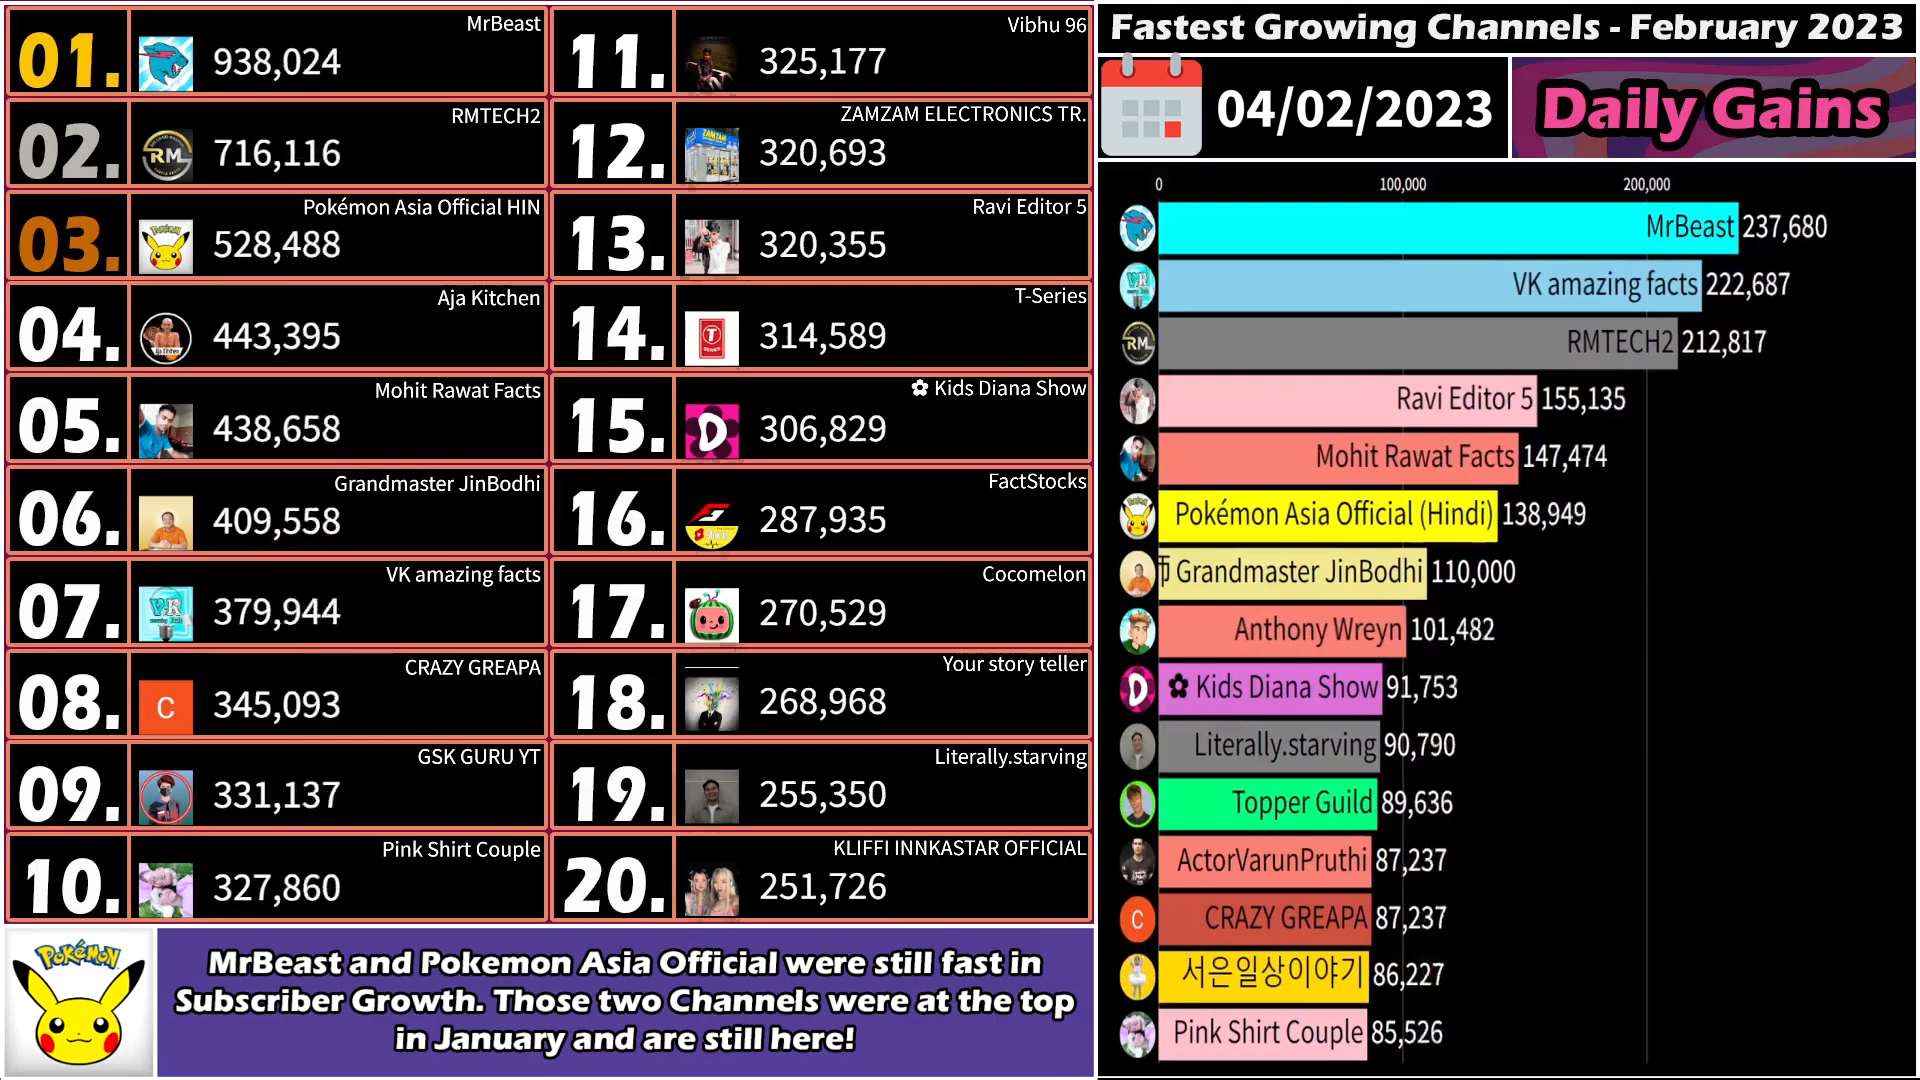 01.
MrBeast
938,024
02.
RMTECH2
716,116
03.
Pokémon Asia Official HIN
528,488
04.
Aja Kitchen
443,395
05.
Mohit Rawat Facts
438,658
06.
Grandmaster JinBodhi
409,558
07.
VK amazing facts
379,944
08.
CRAZY GREAPA
C
345,093
09.
GSK GURU YT
331,137
10.
Pink Shirt Couple
327,860
11.
Vibhu 96
325,177
12.
ZAMZAM ELECTRONICS TR.
320,693
13.
Ravi Editor 5
320,355
14.
T-Series
314,589
15.
✿ Kids Diana Show
306,829
16.
FactStocks
287,935
17.
Cocomelon
270,529
18.
Your story teller
268,968
19.
Literally.starving
255,350
20.
KLIFFI INNKASTAR OFFICIAL
251,726
POKéMON
MrBeast and Pokemon Asia Official were still fast in
Subscriber Growth. Those two Channels were at the top
in January and are still here!
Fastest Growing Channels - February 2023
04/02/2023
Daily Gains
0 100,000 200,000
MrBeast 237,680
VK amazing facts 222,687
RMTECH2 212,817
Ravi Editor 5 155,135
Mohit Rawat Facts 147,474
Pokémon Asia Official (Hindi) 138,949
Grandmaster JinBodhi 110,000
Anthony Wreyn 101,482
✿ Kids Diana Show 91,753
Literally.starving 90,790
Topper Guild 89,636
ActorVarunPruthi 87,237
C CRAZY GREAPA 87,237
서은일상이야기 86,227
Pink Shirt Couple 85,526